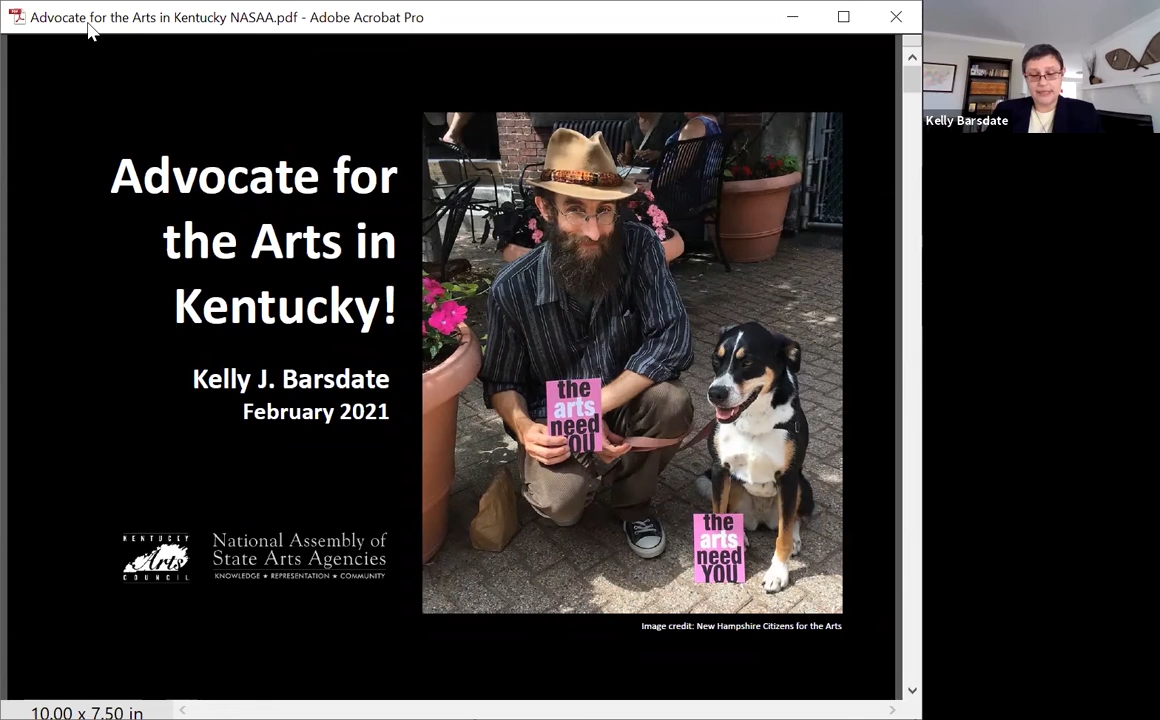 Advocate for the Arts in Kentucky NASAA.pdf - Adobe Acrobat Pro
Kelly Barsdate
Advocate for
the Arts in
Kentucky!
Kelly J. Barsdate
February 2021
KENTUCKY
Arts
COUNCIL
National Assembly of
State Arts Agencies
KNOWLEDGE ★ REPRESENTATION ★ COMMUNITY
the
arts
need
YOU
the
arts
need
YOU
Image credit: New Hampshire Citizens for the Arts
10.00 x 7.50 in